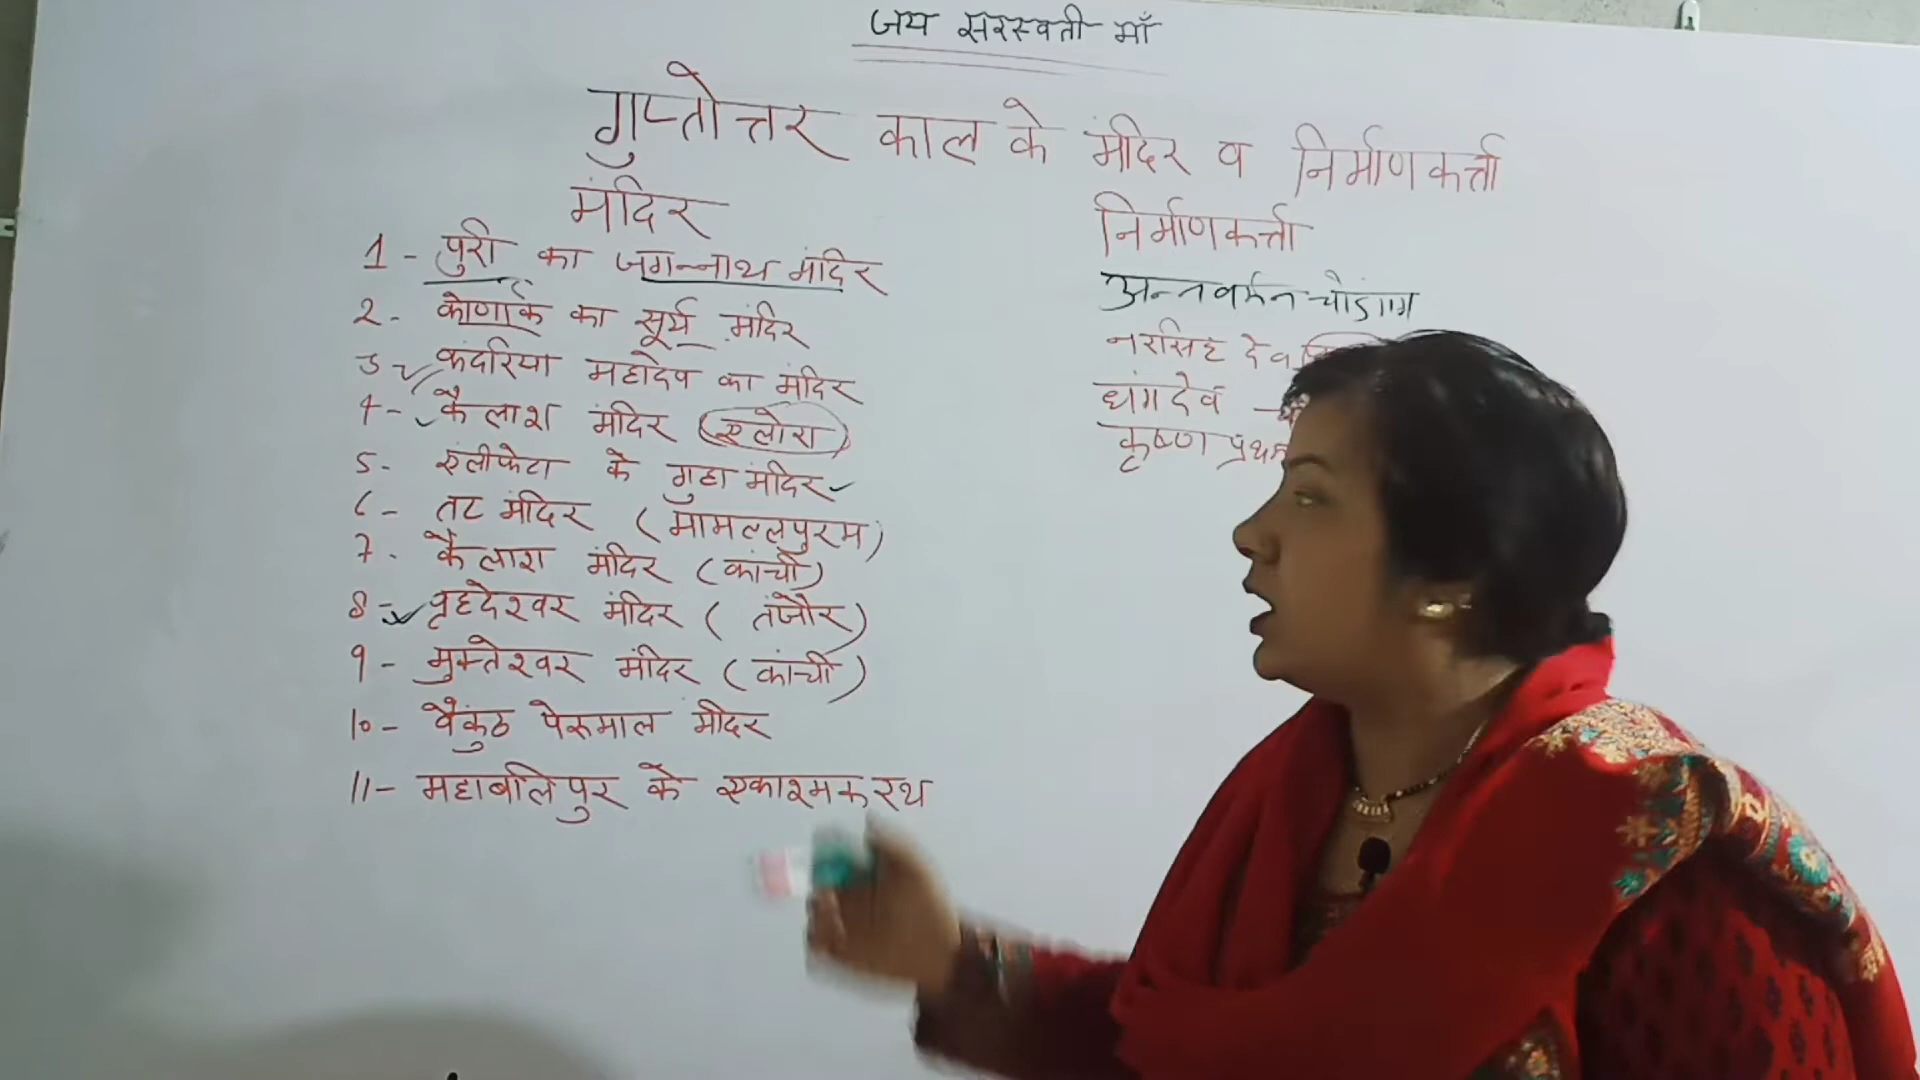 जय सरस्वती माँ
गुप्तोत्तर काल के मंदिर व निर्माणकर्त्ता
मंदिर
निर्माणकर्त्ता
1 - पुरी का जगन्नाथ मंदिर
अन्तवर्मन चोडाग
2 - कोणार्क का सूर्य मंदिर
नरसिंह देव
3 - कंदरिया महादेव का मंदिर
धंगदेव
4 - कैलाश मंदिर (एलोरा)
कृष्ण प्रथम
5 - एलीफेटा के गुहा मंदिर
6 - तट मंदिर (मामल्लपुरम)
7 - कैलाश मंदिर (कांची)
8 - वृहदेश्वर मंदिर (तंजौर)
9 - मुक्तेश्वर मंदिर (कांची)
10 - वैकुंठ पेरूमाल मंदिर
11 - महाबलिपुर के एकाश्मक रथ